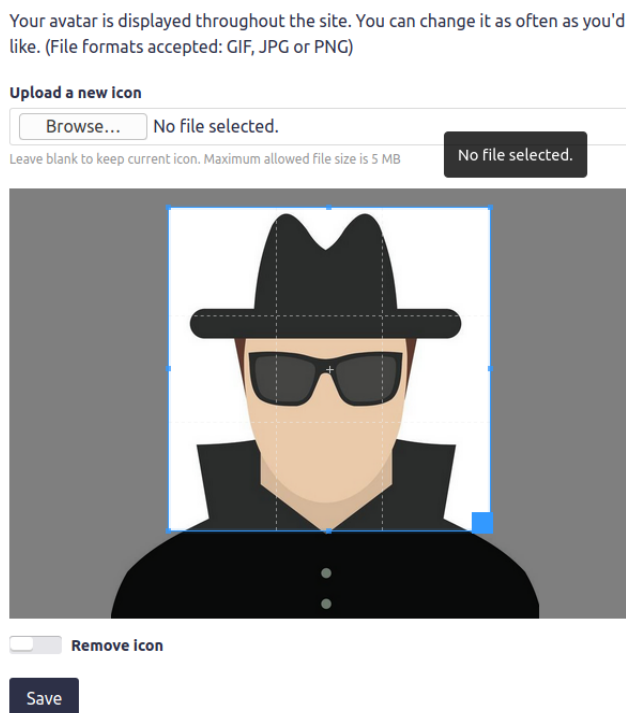 Your avatar is displayed throughout the site. You can change it as often as you'd
like. (File formats accepted: GIF, JPG or PNG)
Upload a new icon
Browse... No file selected.
Leave blank to keep current icon. Maximum allowed file size is 5 MB
No file selected.
Remove icon
Save